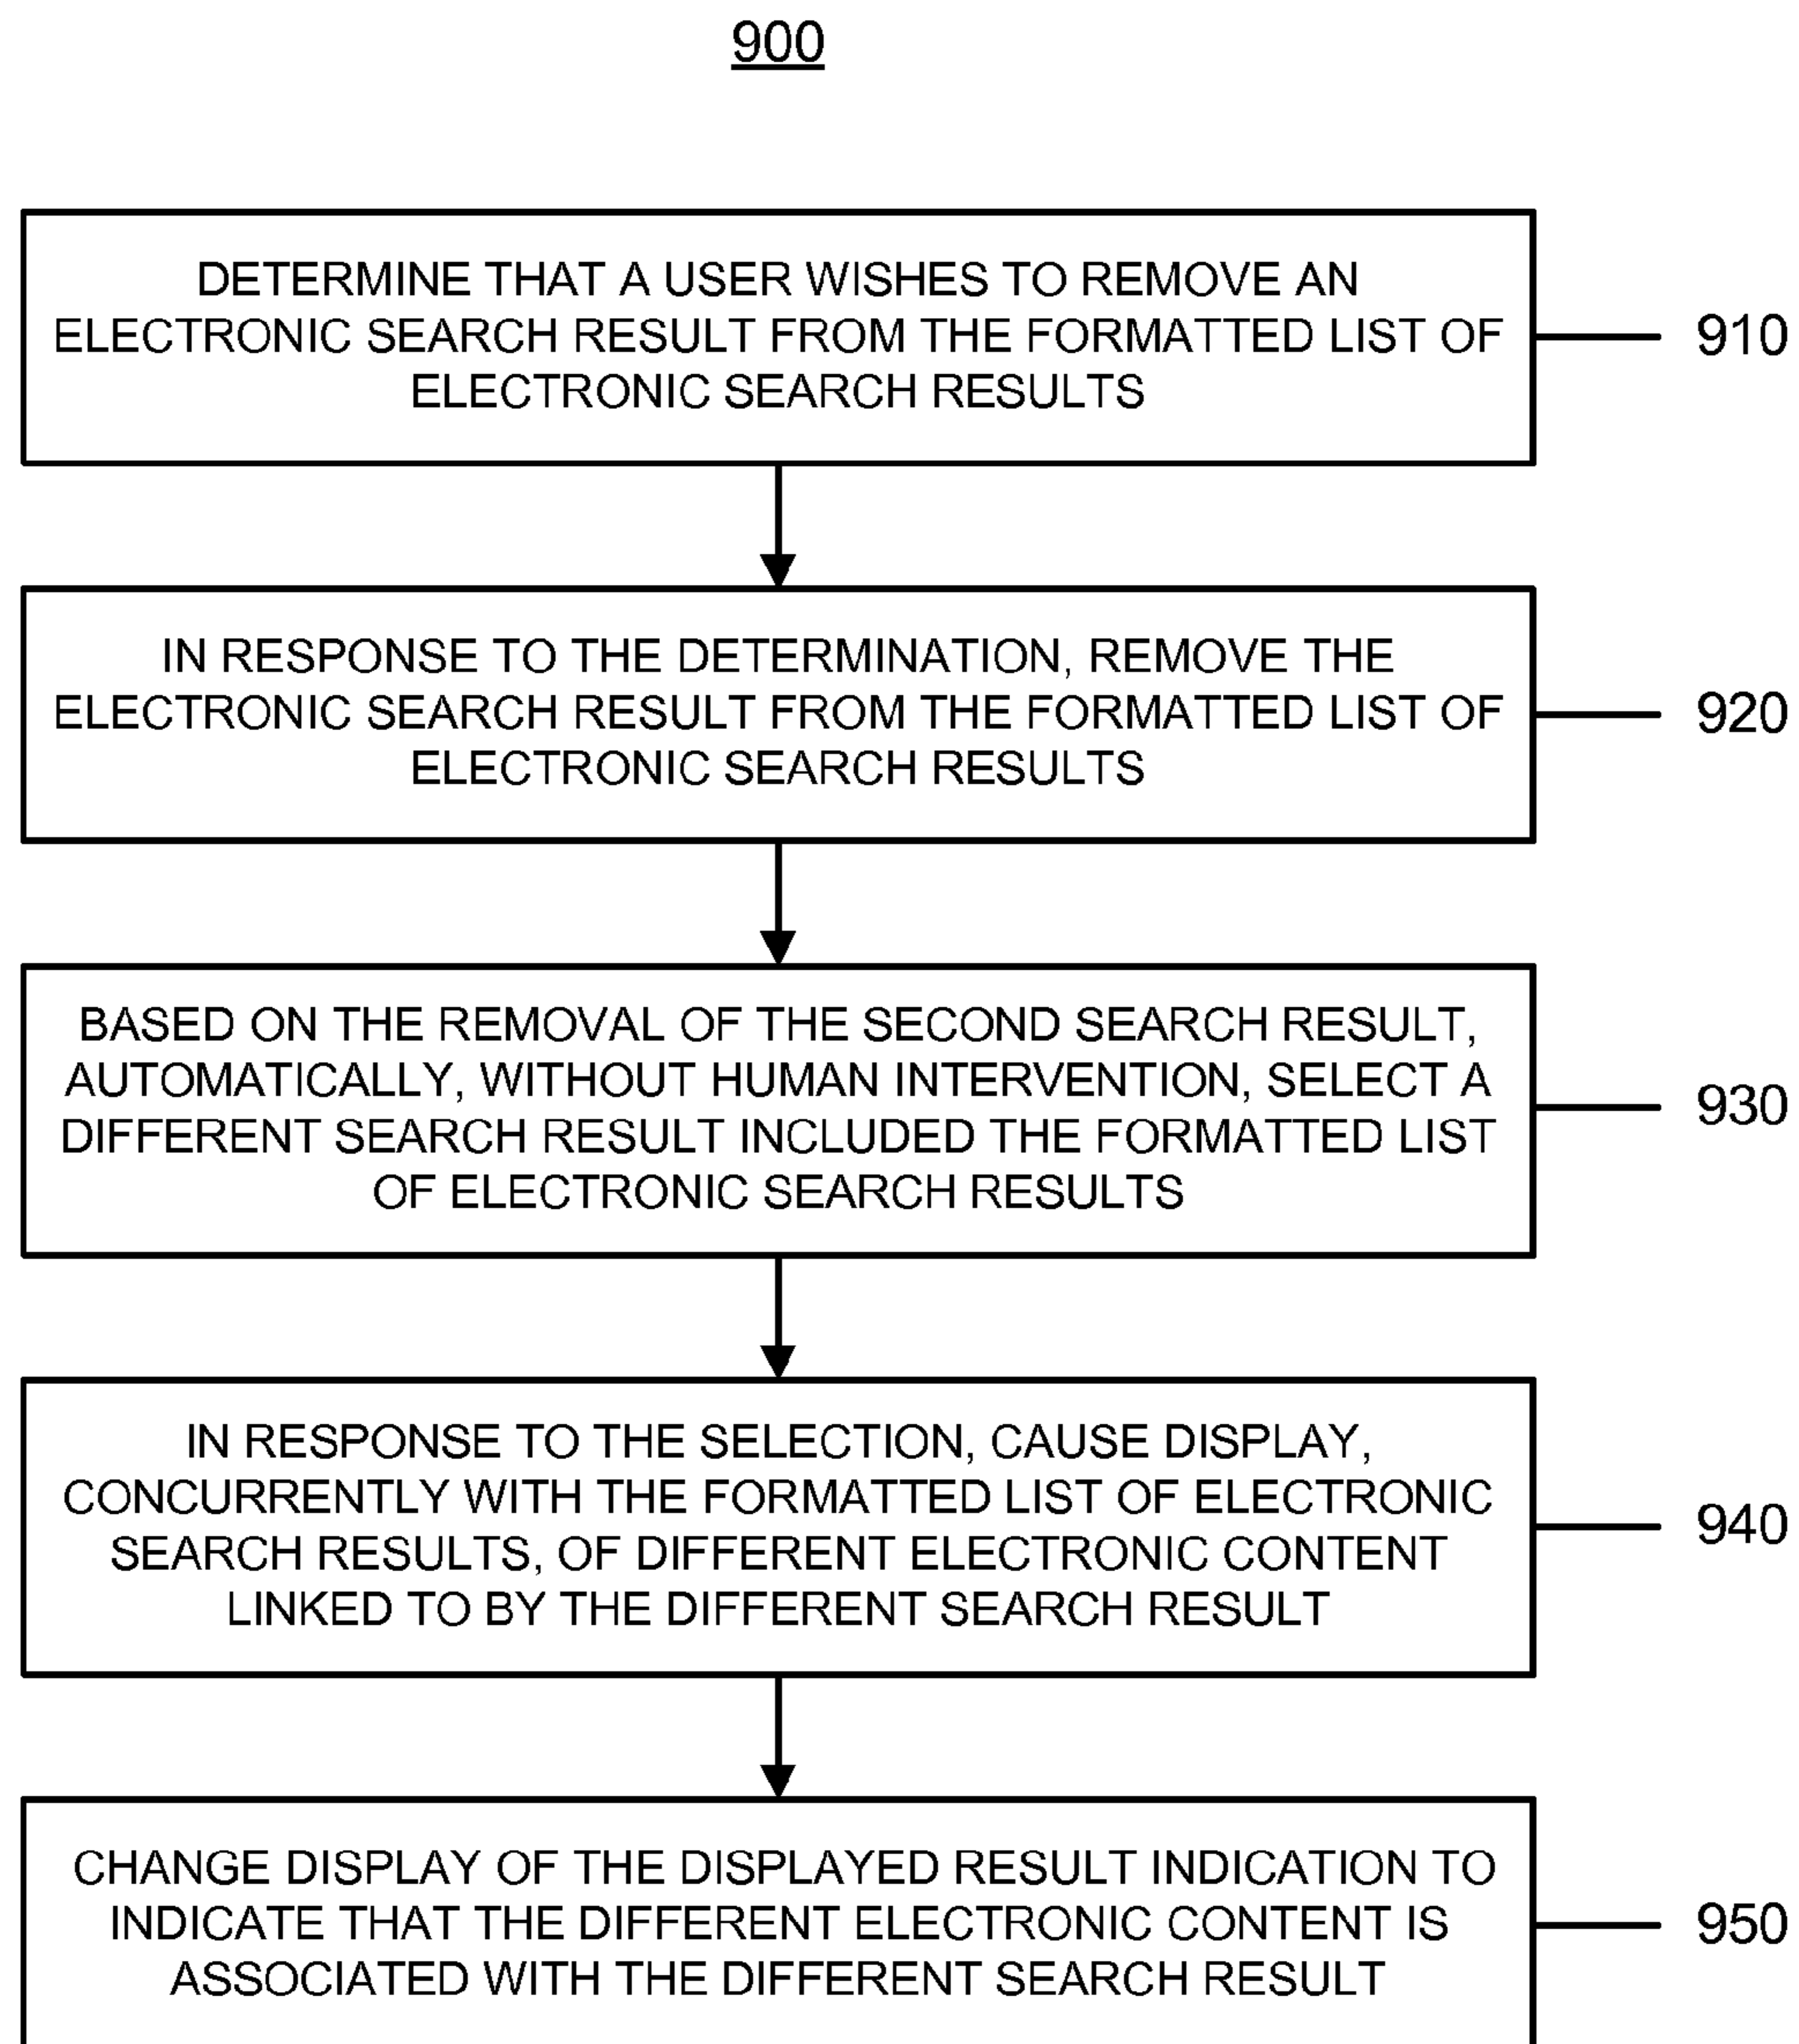 900
DETERMINE THAT A USER WISHES TO REMOVE AN
ELECTRONIC SEARCH RESULT FROM THE FORMATTED LIST OF
ELECTRONIC SEARCH RESULTS
910
IN RESPONSE TO THE DETERMINATION, REMOVE THE
ELECTRONIC SEARCH RESULT FROM THE FORMATTED LIST OF
ELECTRONIC SEARCH RESULTS
920
BASED ON THE REMOVAL OF THE SECOND SEARCH RESULT,
AUTOMATICALLY, WITHOUT HUMAN INTERVENTION, SELECT A
DIFFERENT SEARCH RESULT INCLUDED THE FORMATTED LIST
OF ELECTRONIC SEARCH RESULTS
930
IN RESPONSE TO THE SELECTION, CAUSE DISPLAY,
CONCURRENTLY WITH THE FORMATTED LIST OF ELECTRONIC
SEARCH RESULTS, OF DIFFERENT ELECTRONIC CONTENT
LINKED TO BY THE DIFFERENT SEARCH RESULT
940
CHANGE DISPLAY OF THE DISPLAYED RESULT INDICATION TO
INDICATE THAT THE DIFFERENT ELECTRONIC CONTENT IS
ASSOCIATED WITH THE DIFFERENT SEARCH RESULT
950